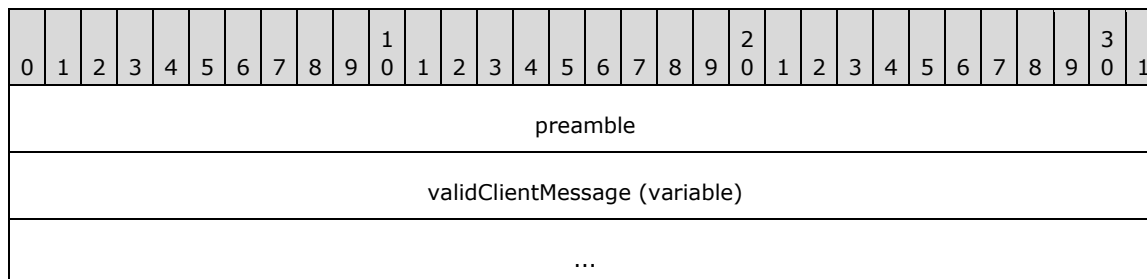 1 2 3
0 1 2 3 4 5 6 7 8 9 0 1 2 3 4 5 6 7 8 9 0 1 2 3 4 5 6 7 8 9 0 1
preamble
validClientMessage (variable)
...